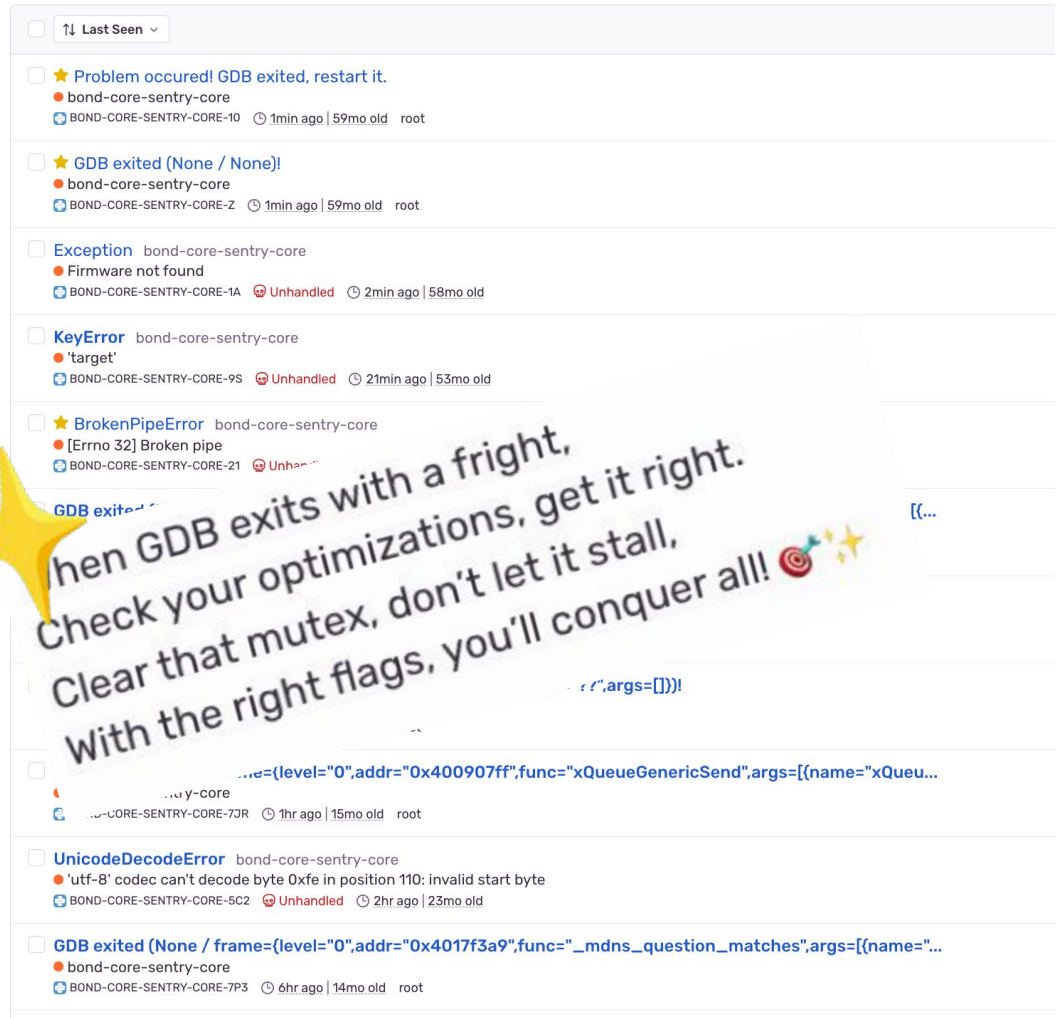 Last Seen
Problem occured! GDB exited, restart it.
bond-core-sentry-core
BOND-CORE-SENTRY-CORE-10 1min ago | 59mo old root
GDB exited (None / None)!
bond-core-sentry-core
BOND-CORE-SENTRY-CORE-Z 1min ago | 59mo old root
Exception bond-core-sentry-core
Firmware not found
BOND-CORE-SENTRY-CORE-1A Unhandled 2min ago | 58mo old
KeyError bond-core-sentry-core
'target'
BOND-CORE-SENTRY-CORE-9S Unhandled 21min ago | 53mo old
BrokenPipeError bond-core-sentry-core
[Errno 32] Broken pipe
BOND-CORE-SENTRY-CORE-21
GDB exited [{...
hen GDB exits with a fright,
Check your optimizations, get it right.
Clear that mutex, don't let it stall,
With the right flags, you'll conquer all! 🎯✨
??",args=[]})!
me={level="0",addr="0x400907ff",func="xQueueGenericSend",args=[{name="xQueu...
try-core
D-CORE-SENTRY-CORE-7JR 1hr ago | 15mo old root
UnicodeDecodeError bond-core-sentry-core
'utf-8' codec can't decode byte 0xfe in position 110: invalid start byte
BOND-CORE-SENTRY-CORE-5C2 Unhandled 2hr ago | 23mo old
GDB exited (None / frame={level="0",addr="0x4017f3a9",func="_mdns_question_matches",args=[{name="...
bond-core-sentry-core
BOND-CORE-SENTRY-CORE-7P3 6hr ago | 14mo old root